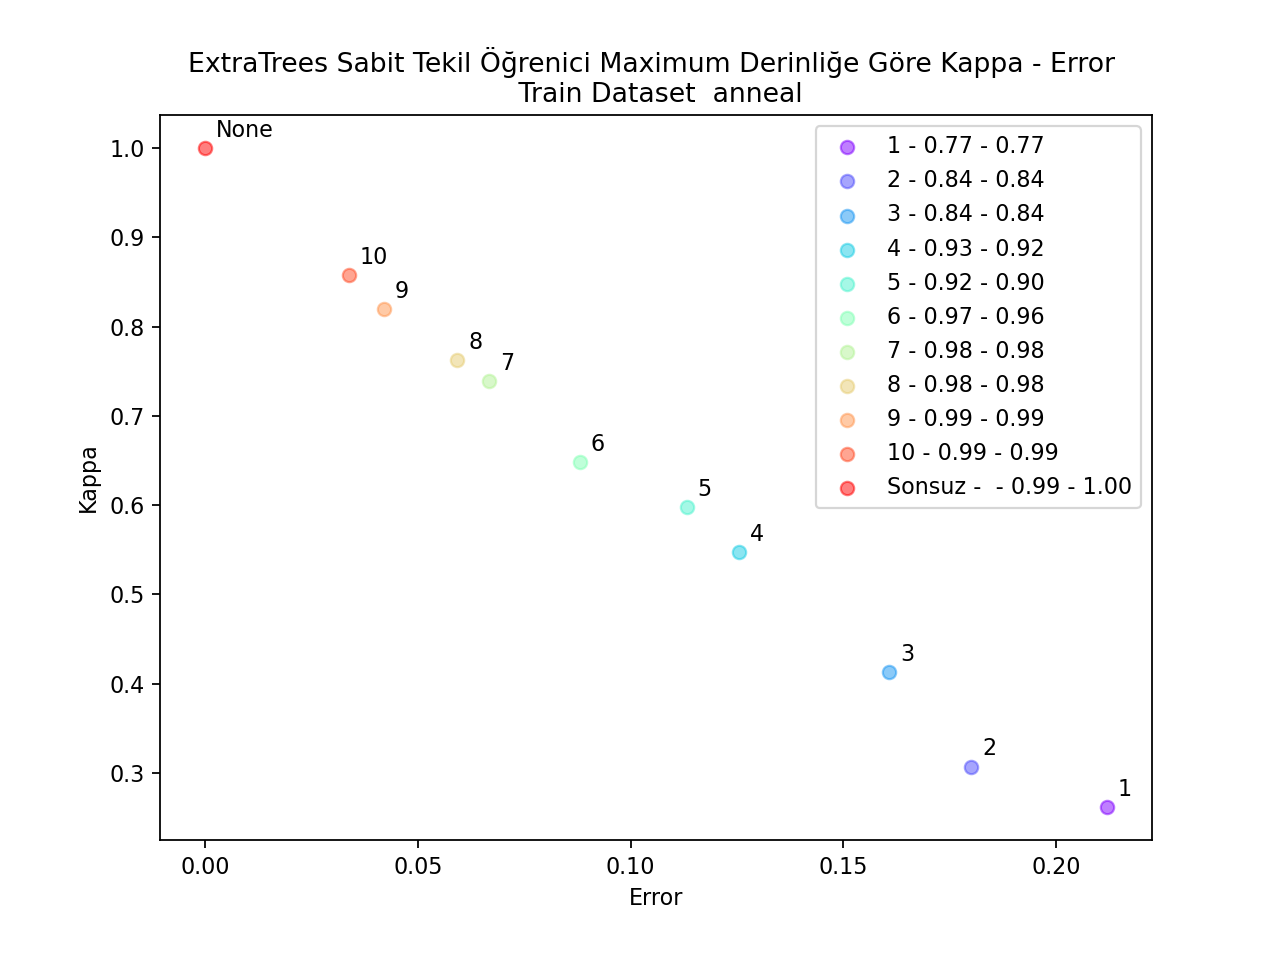 ExtraTrees Sabit Tekil Öğrenici Maximum Derinliğe Göre Kappa - Error
Train Dataset  anneal
None
10
9
8
7
6
5
4
3
2
1
1 - 0.77 - 0.77
2 - 0.84 - 0.84
3 - 0.84 - 0.84
4 - 0.93 - 0.92
5 - 0.92 - 0.90
6 - 0.97 - 0.96
7 - 0.98 - 0.98
8 - 0.98 - 0.98
9 - 0.99 - 0.99
10 - 0.99 - 0.99
Sonsuz -  - 0.99 - 1.00
1.0
0.9
0.8
0.7
0.6
0.5
0.4
0.3
Kappa
0.00 0.05 0.10 0.15 0.20
Error